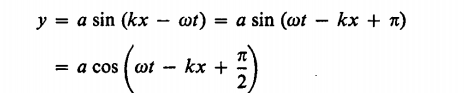 y = a sin (kx − ωt) = a sin (ωt − kx + π)
= a cos (ωt − kx + π/2)